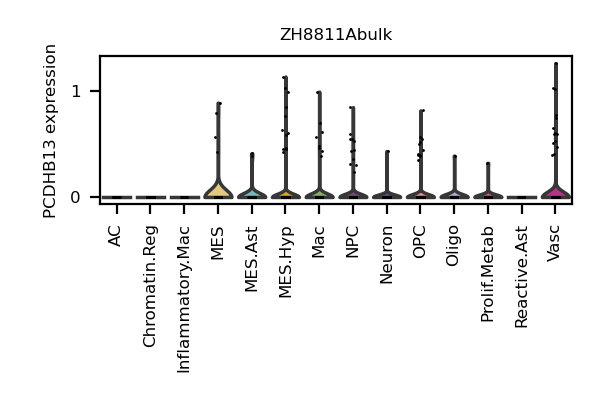 ZH8811Abulk
PCDHB13 expression
1
0
AC
Chromatin.Reg
Inflammatory.Mac
MES
MES.Ast
MES.Hyp
Mac
NPC
Neuron
OPC
Oligo
Prolif.Metab
Reactive.Ast
Vasc